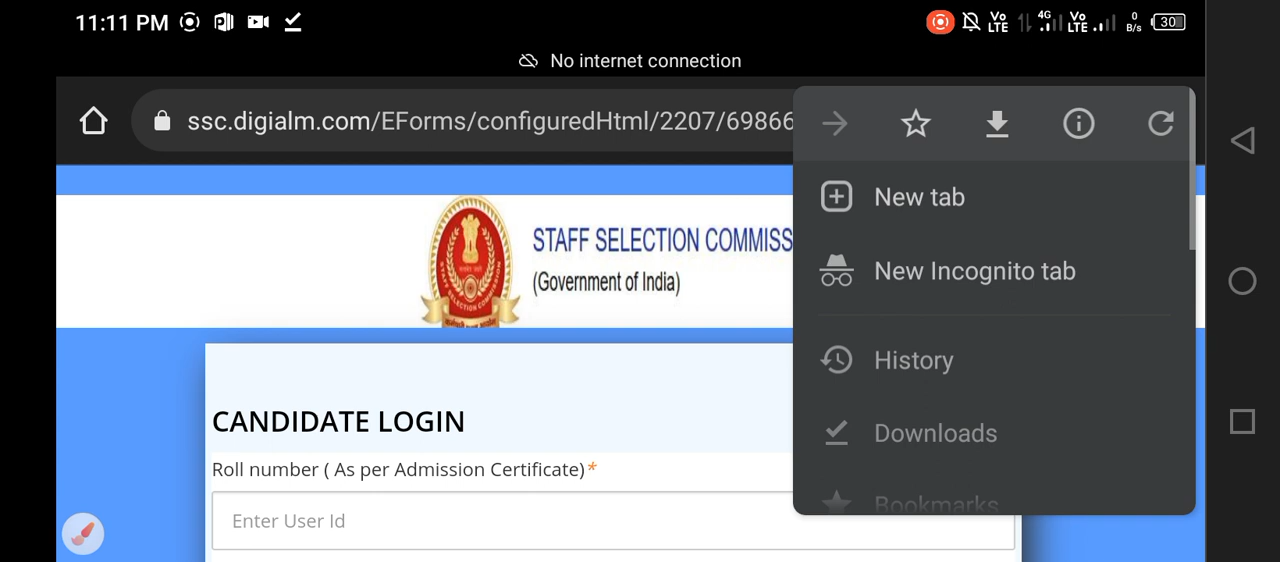 11:11 PM
Vo LTE 4G Vo LTE 0 B/s 30
No internet connection
ssc.digialm.com/EForms/configuredHtml/2207/69866
New tab
STAFF SELECTION COMMISS
(Government of India)
New Incognito tab
History
CANDIDATE LOGIN
Downloads
Roll number ( As per Admission Certificate)*
Bookmarks
Enter User Id